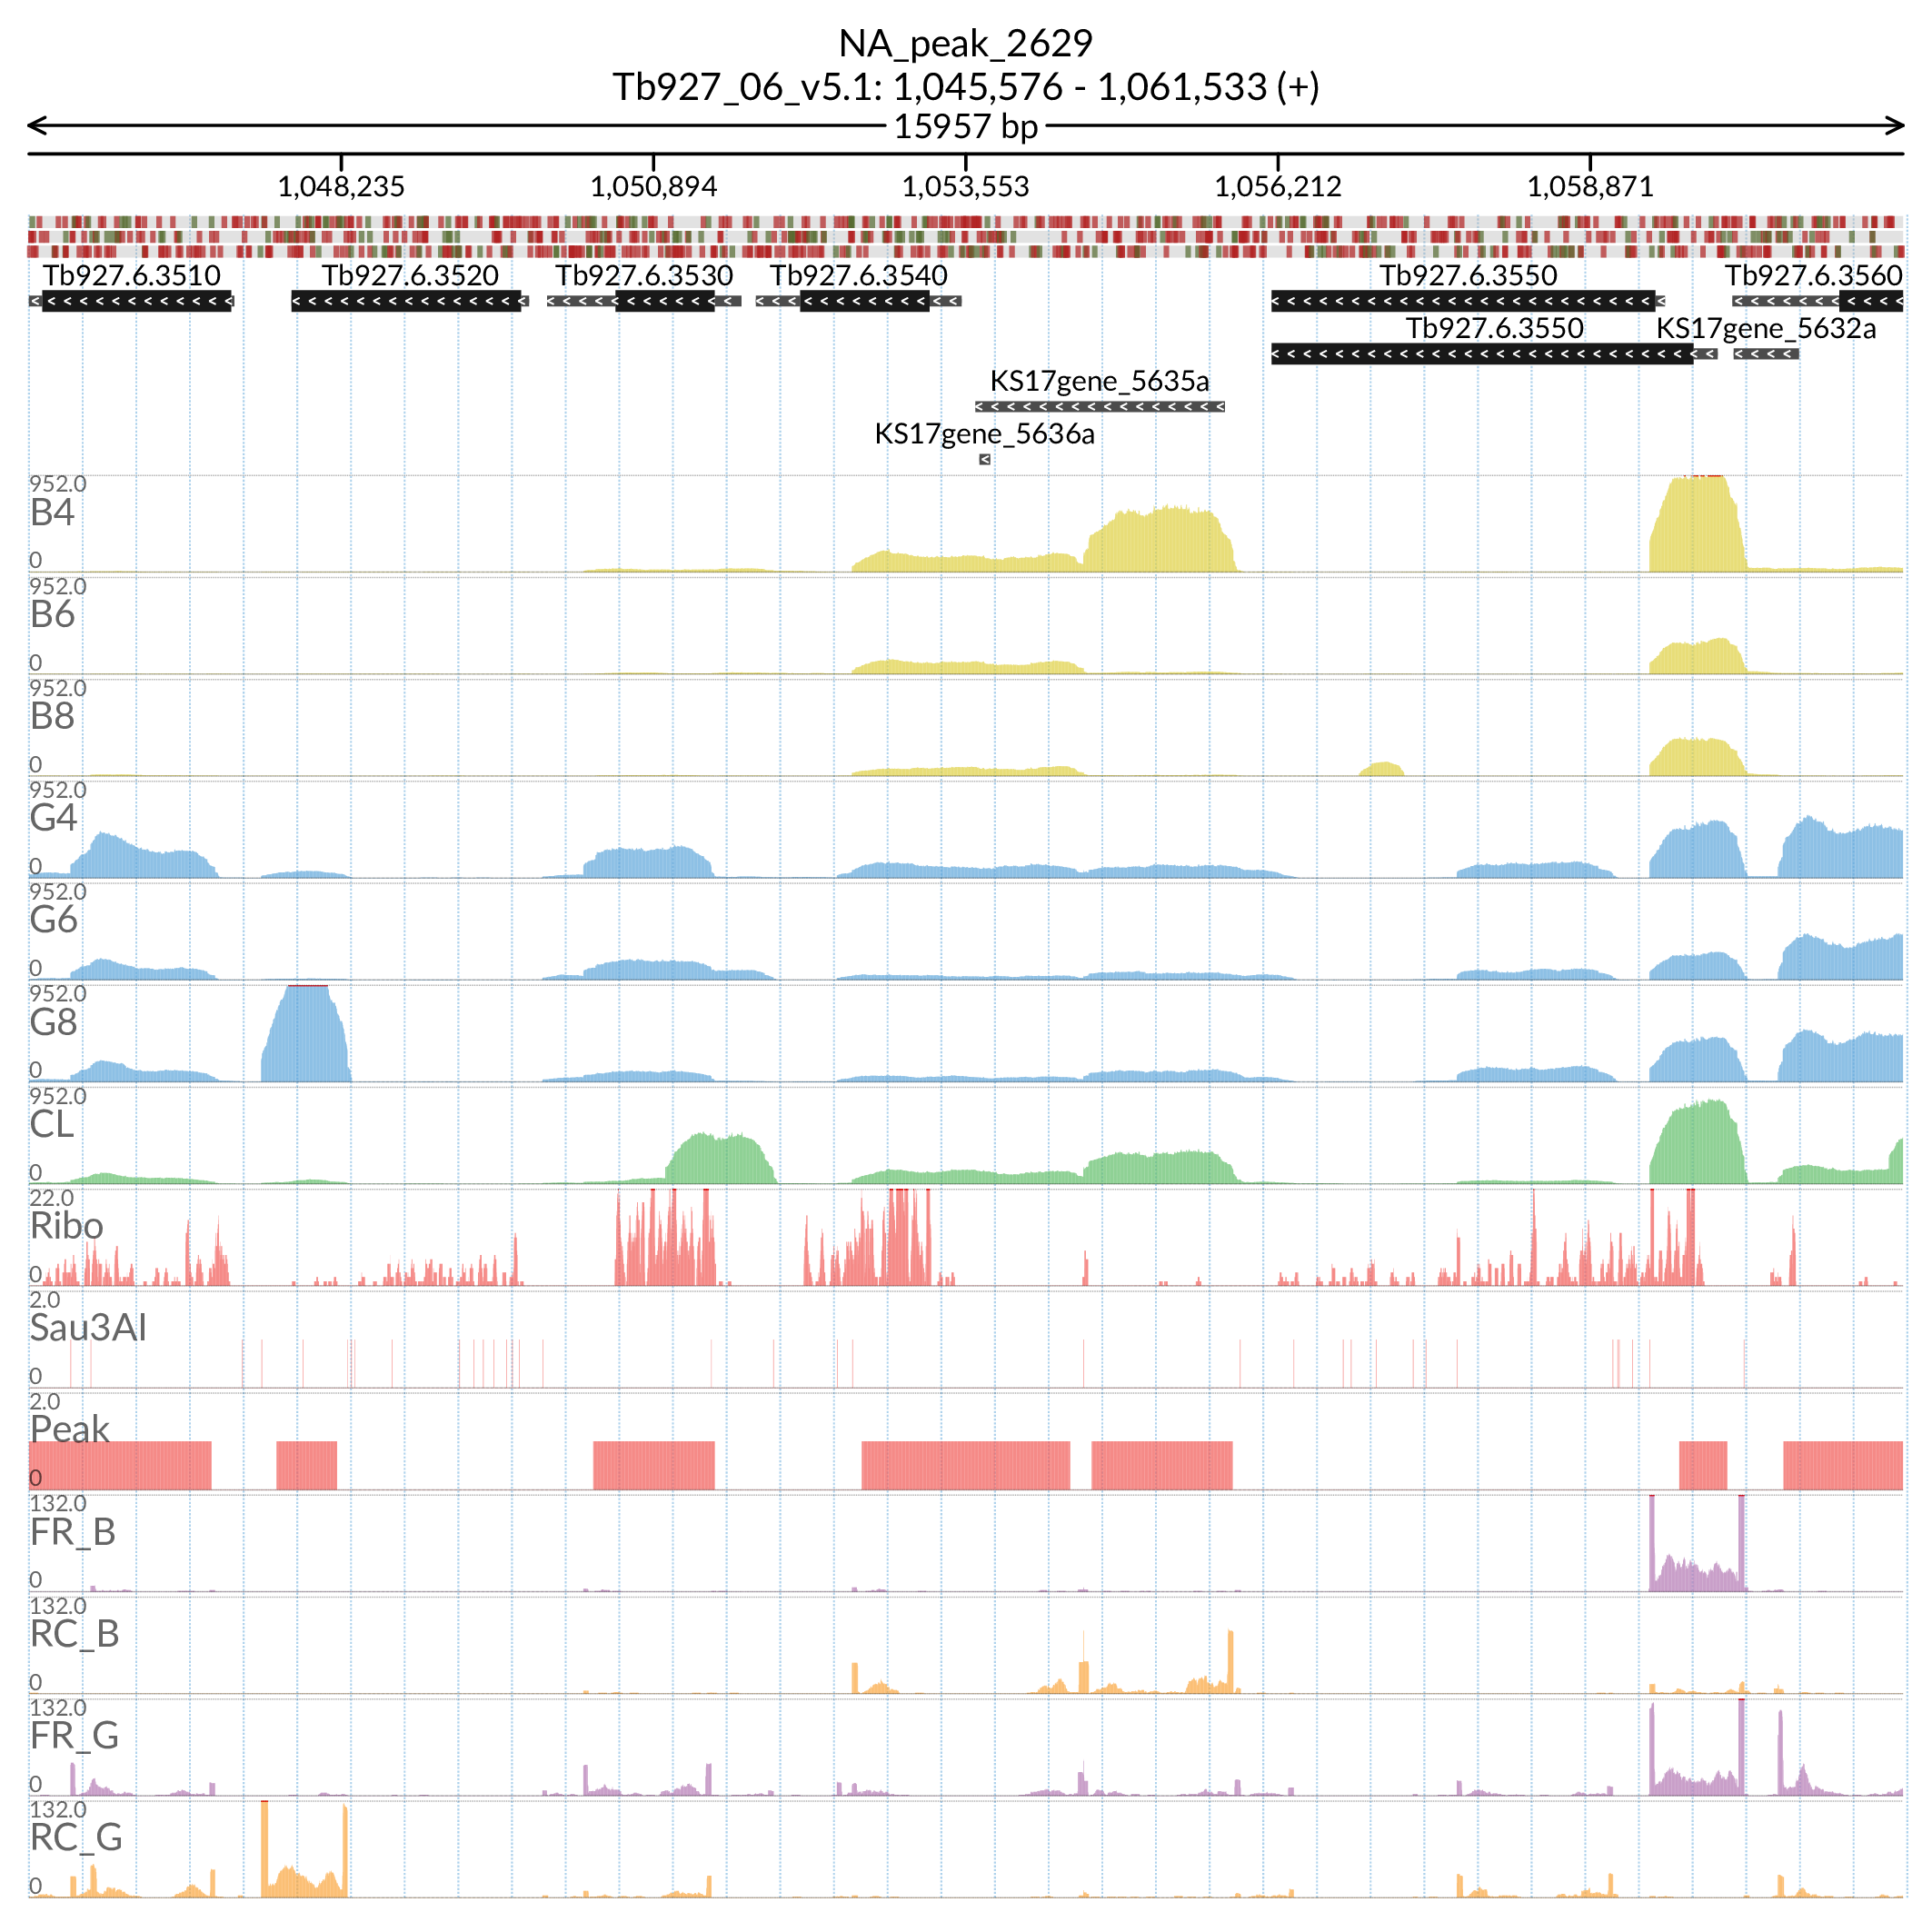 NA_peak_2629
Tb927_06_v5.1: 1,045,576 - 1,061,533 (+)
15957 bp
1,048,235 1,050,894 1,053,553 1,056,212 1,058,871
Tb927.6.3510 Tb927.6.3520 Tb927.6.3530 Tb927.6.3540 Tb927.6.3550 Tb927.6.3560
Tb927.6.3550 KS17gene_5632a
KS17gene_5635a
KS17gene_5636a
952.0
B4
0
952.0
B6
0
952.0
B8
0
952.0
G4
0
952.0
G6
0
952.0
G8
0
952.0
CL
0
22.0
Ribo
0
2.0
Sau3AI
0
2.0
Peak
0
132.0
FR_B
0
132.0
RC_B
0
132.0
FR_G
0
132.0
RC_G
0